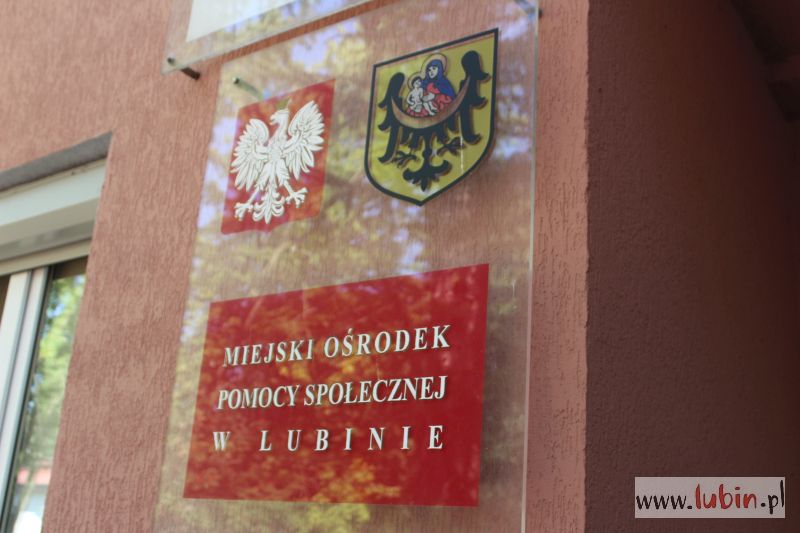 MIEJSKI OŚRODEK
POMOCY SPOŁECZNEJ
W LUBINIE
www.lubin.pl